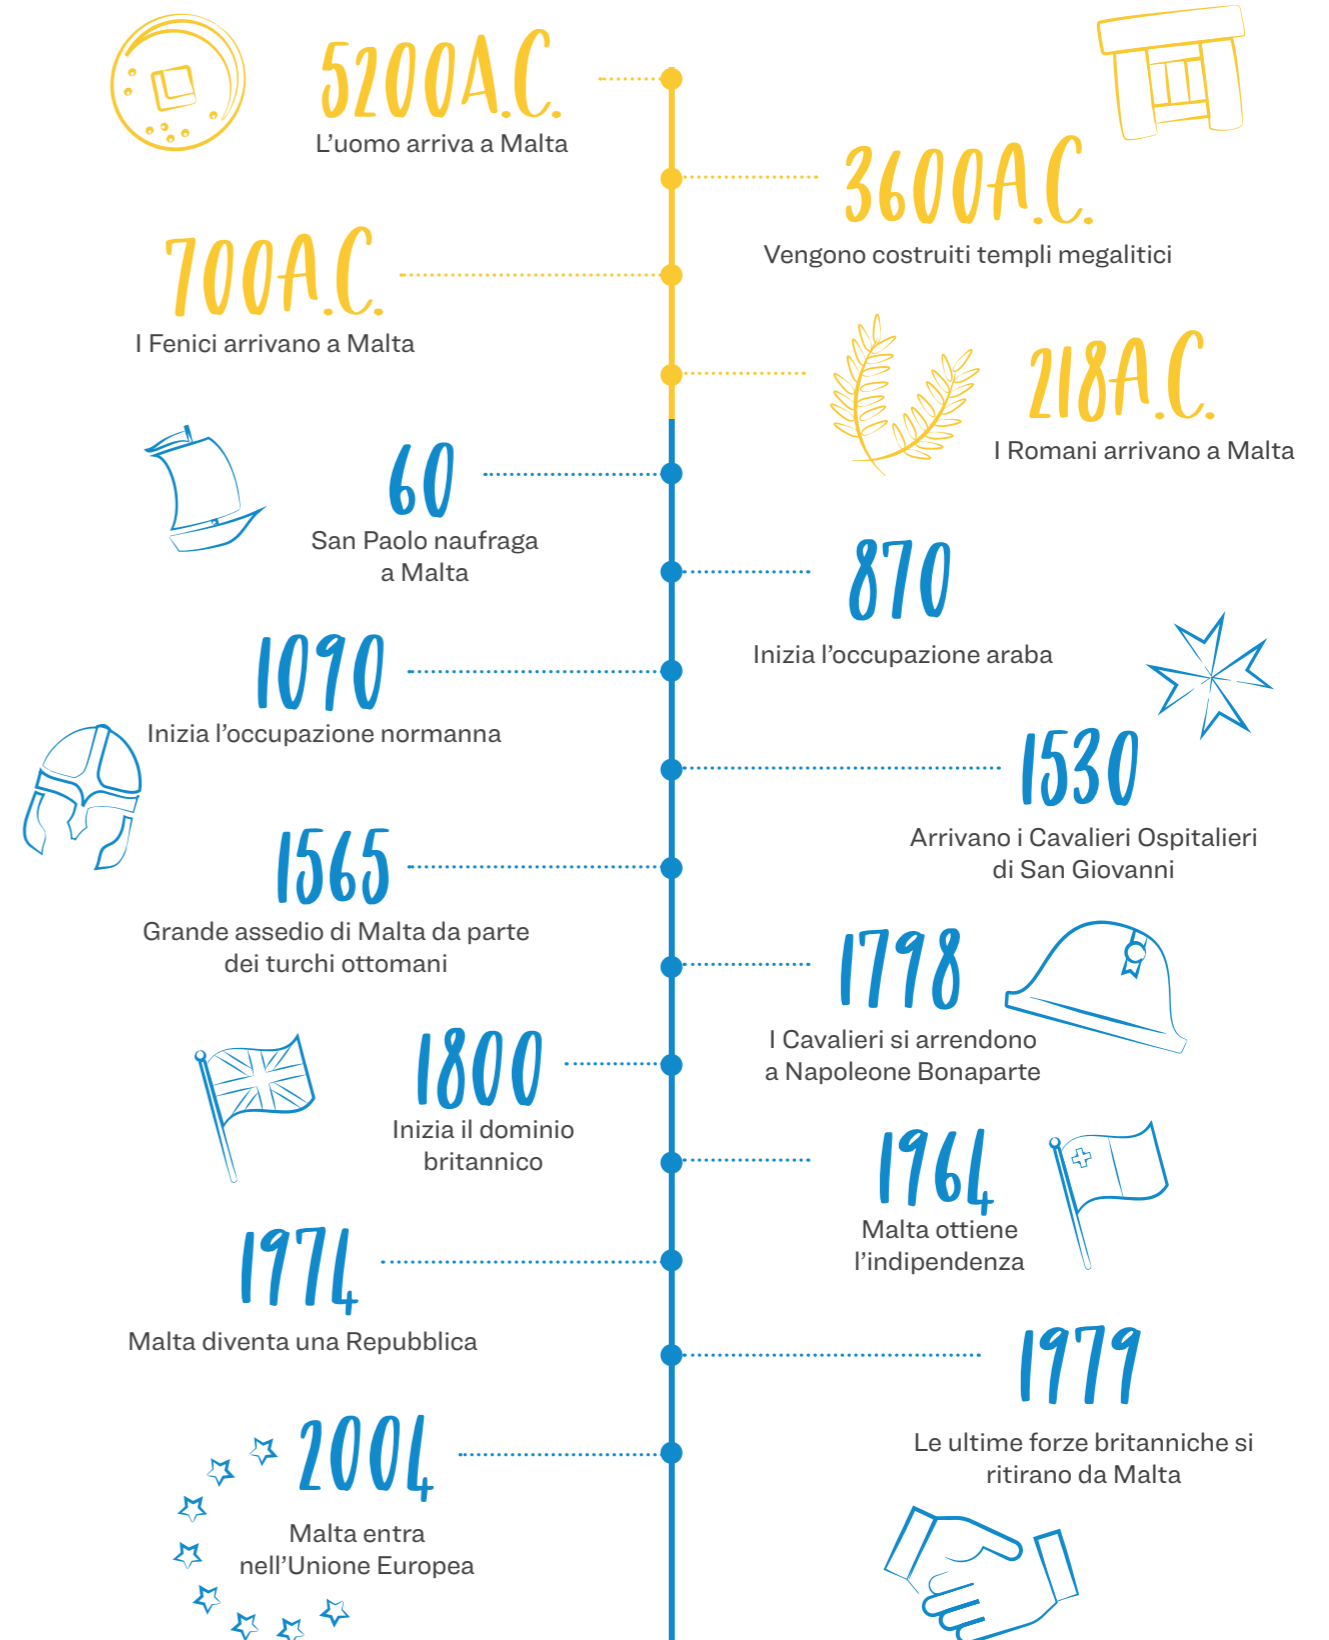 5200A.C.
L'uomo arriva a Malta
3600A.C.
Vengono costruiti templi megalitici
700A.C.
I Fenici arrivano a Malta
218A.C.
I Romani arrivano a Malta
60
San Paolo naufraga
a Malta
870
Inizia l'occupazione araba
1090
Inizia l'occupazione normanna
1530
Arrivano i Cavalieri Ospitalieri
di San Giovanni
1565
Grande assedio di Malta da parte
dei turchi ottomani
1798
I Cavalieri si arrendono
a Napoleone Bonaparte
1800
Inizia il dominio
britannico
1964
Malta ottiene
l'indipendenza
1974
Malta diventa una Repubblica
1979
Le ultime forze britanniche si
ritirano da Malta
2004
Malta entra
nell'Unione Europea